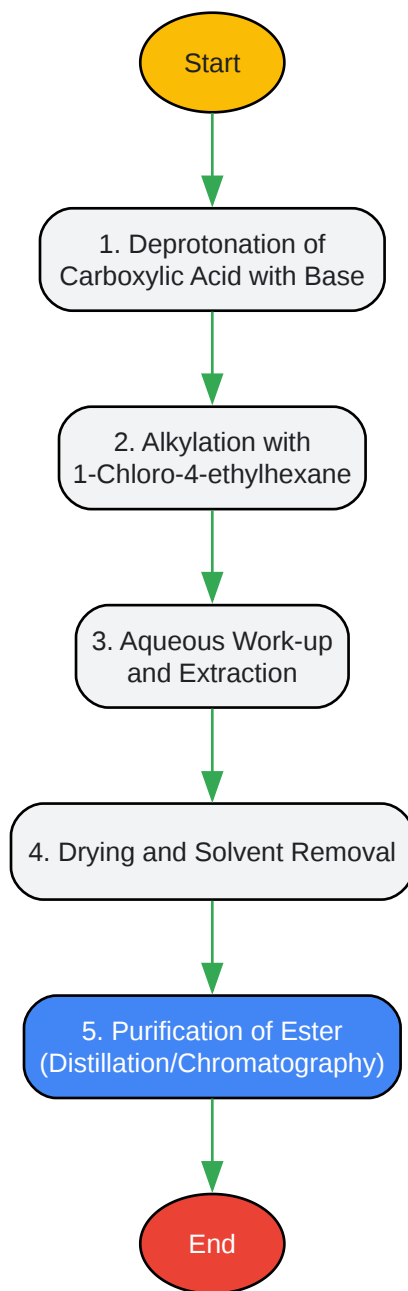 Start
1. Deprotonation of
Carboxylic Acid with Base
2. Alkylation with
1-Chloro-4-ethylhexane
3. Aqueous Work-up
and Extraction
4. Drying and Solvent Removal
5. Purification of Ester
(Distillation/Chromatography)
End